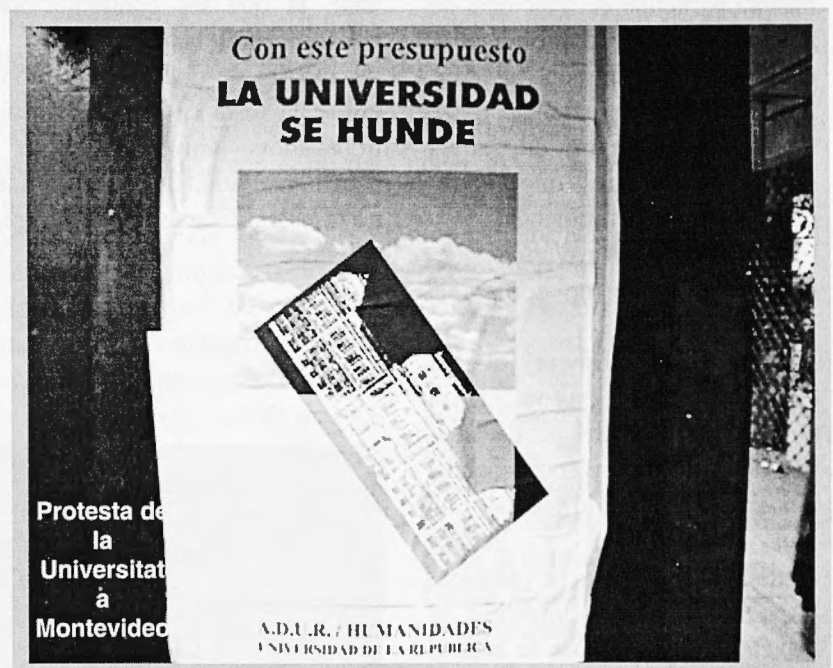 Con este presupuesto
LA UNIVERSIDAD
SE HUNDE
Protesta de
la
Universitat
a
Montevideo
A.D.U.R. / HUMANIDADES
UNIVERSIDAD DE LA REPUBLICA